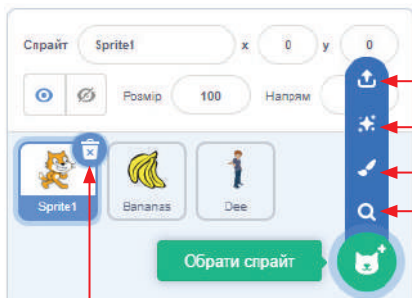 Спрайт Sprite1 x 0 y 0
Розмір 100 Напрям
Sprite1 Bananas Dee
Обрати спрайт